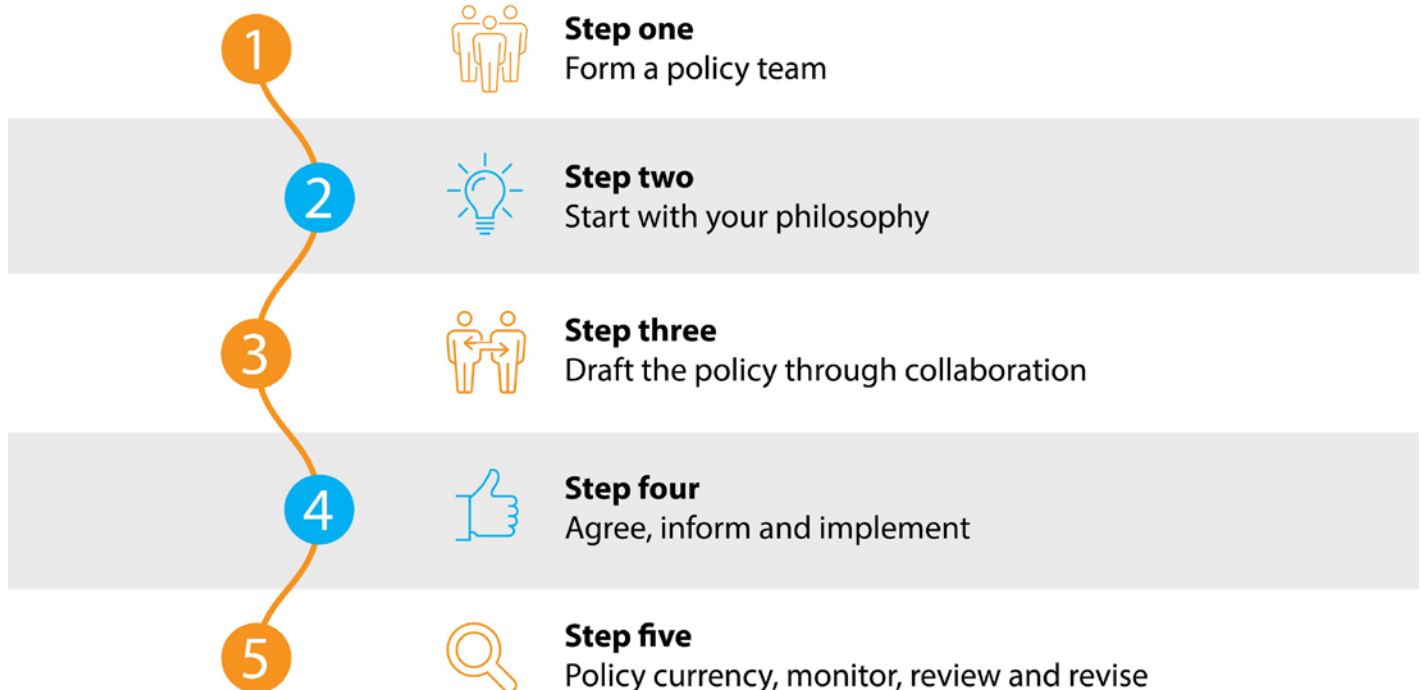 1
Step one
Form a policy team
2
Step two
Start with your philosophy
3
Step three
Draft the policy through collaboration
4
Step four
Agree, inform and implement
5
Step five
Policy currency, monitor, review and revise